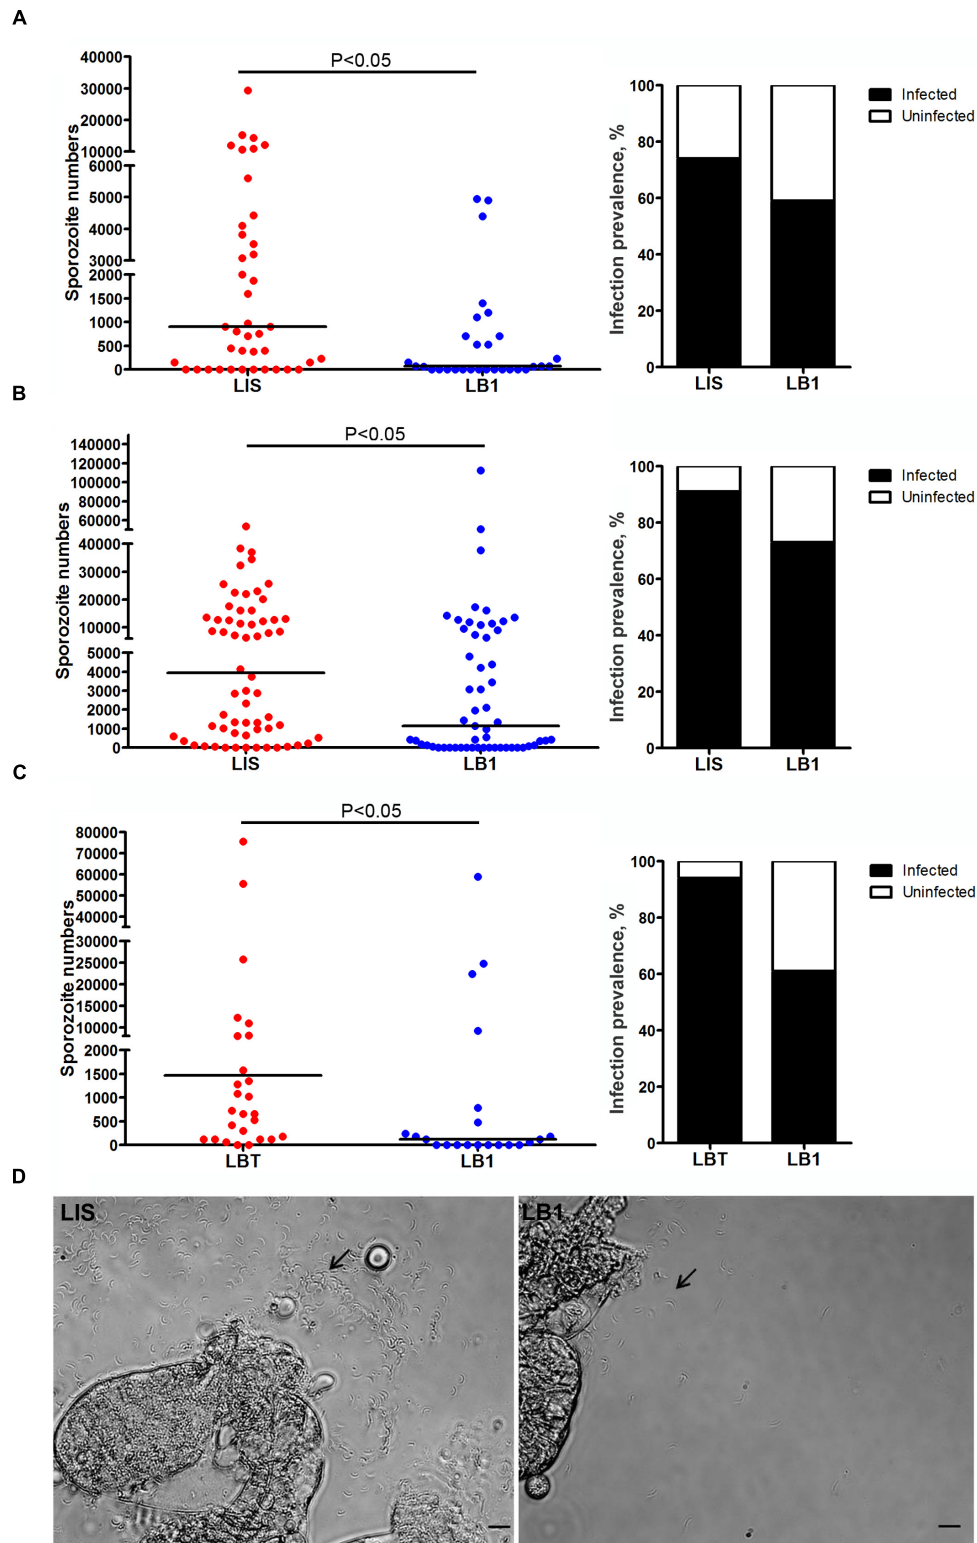 A
Sporozoite numbers
40000
30000
20000
10000
6000
5000
4000
3000
2000
1500
1000
500
0
P<0.05
LIS
LB1
Infection prevalence, %
100
80
60
40
20
0
LIS
LB1
Infected
Uninfected
B
Sporozoite numbers
140000
120000
100000
80000
60000
40000
30000
20000
10000
5000
4000
3000
2000
1000
0
P<0.05
LIS
LB1
Infection prevalence, %
100
80
60
40
20
0
LIS
LB1
Infected
Uninfected
C
Sporozoite numbers
80000
70000
60000
50000
40000
30000
25000
20000
15000
10000
2000
1500
1000
500
0
P<0.05
LBT
LB1
Infection prevalence, %
100
80
60
40
20
0
LBT
LB1
Infected
Uninfected
D
LIS
LB1